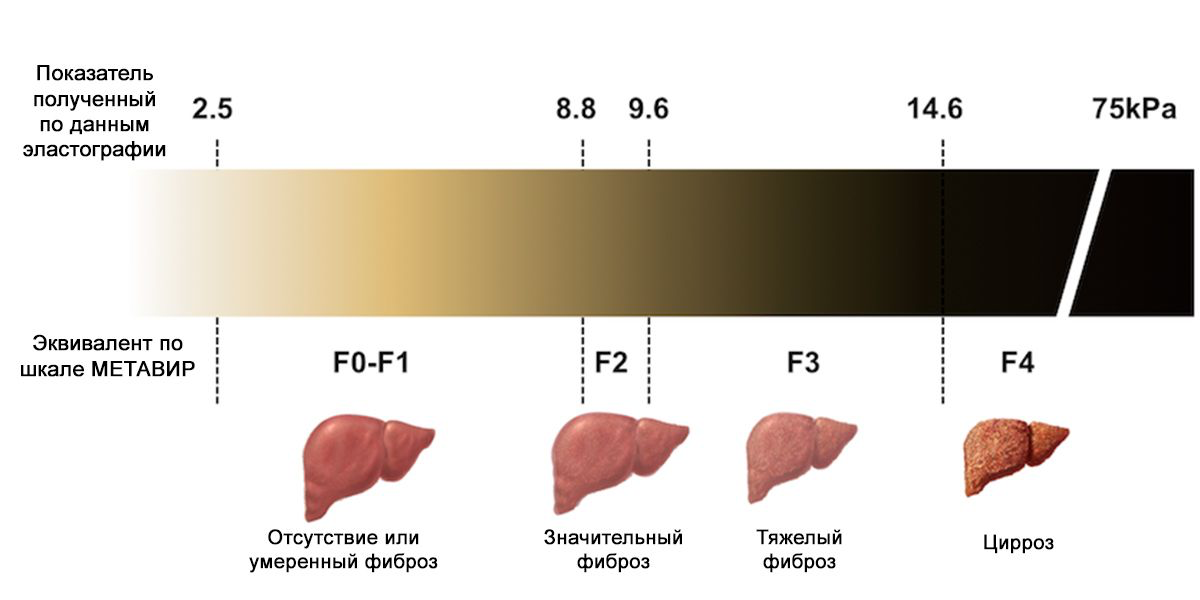 Показатель
полученный
по данным
эластографии
2.5
8.8
9.6
14.6
75kPa
Эквивалент по
шкале МЕТАВИР
F0-F1
F2
F3
F4
Отсутствие или
умеренный фиброз
Значительный
фиброз
Тяжелый
фиброз
Цирроз